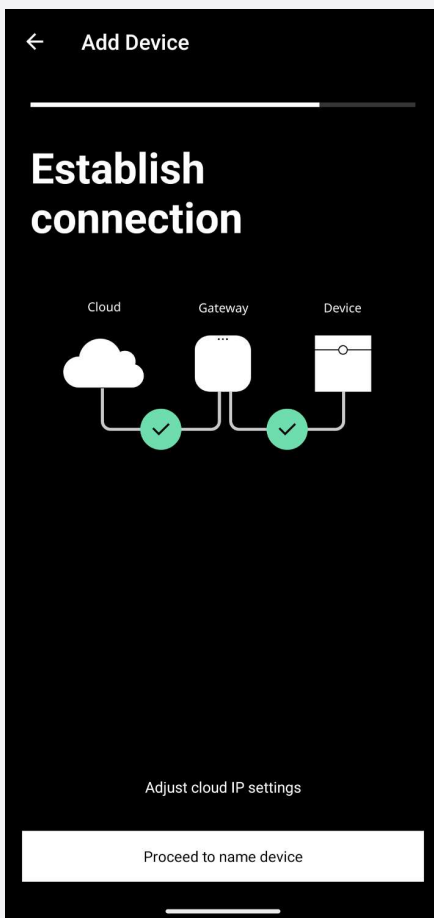 Add Device
Establish
connection
Cloud Gateway Device
Adjust cloud IP settings
Proceed to name device